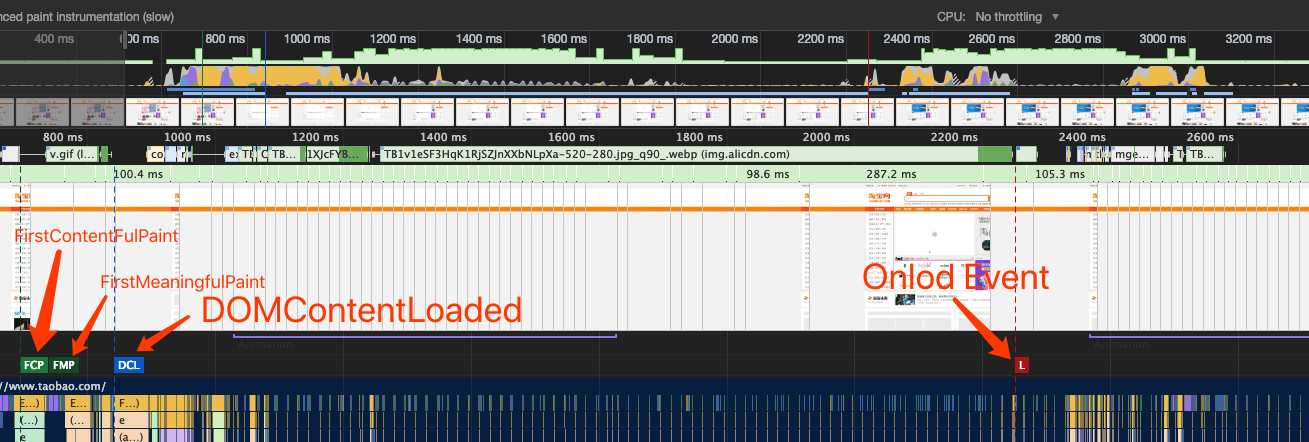 nced paint instrumentation (slow) CPU: No throttling ▼
400 ms 600 ms 800 ms 1000 ms 1200 ms 1400 ms 1600 ms 1800 ms 2000 ms 2200 ms 2400 ms 2600 ms 2800 ms 3000 ms 3200 ms
800 ms 1000 ms 1200 ms 1400 ms 1600 ms 1800 ms 2000 ms 2200 ms 2400 ms 2600 ms
v.gif (l... co 1XJcFYB... TB1v1eSF3HqK1RjSZJnXXbNLpXa-520-280.jpg_q90_.webp (img.alicdn.com) mge... TB...
100.4 ms 98.6 ms 287.2 ms 105.3 ms
FirstContentFulPaint
FirstMeaningfulPaint
DOMContentLoaded
Onlod Event
Animation Animation
FCP FMP DCL L
//www.taobao.com/
E...) E... F...)
(...) (... e
e (a...)